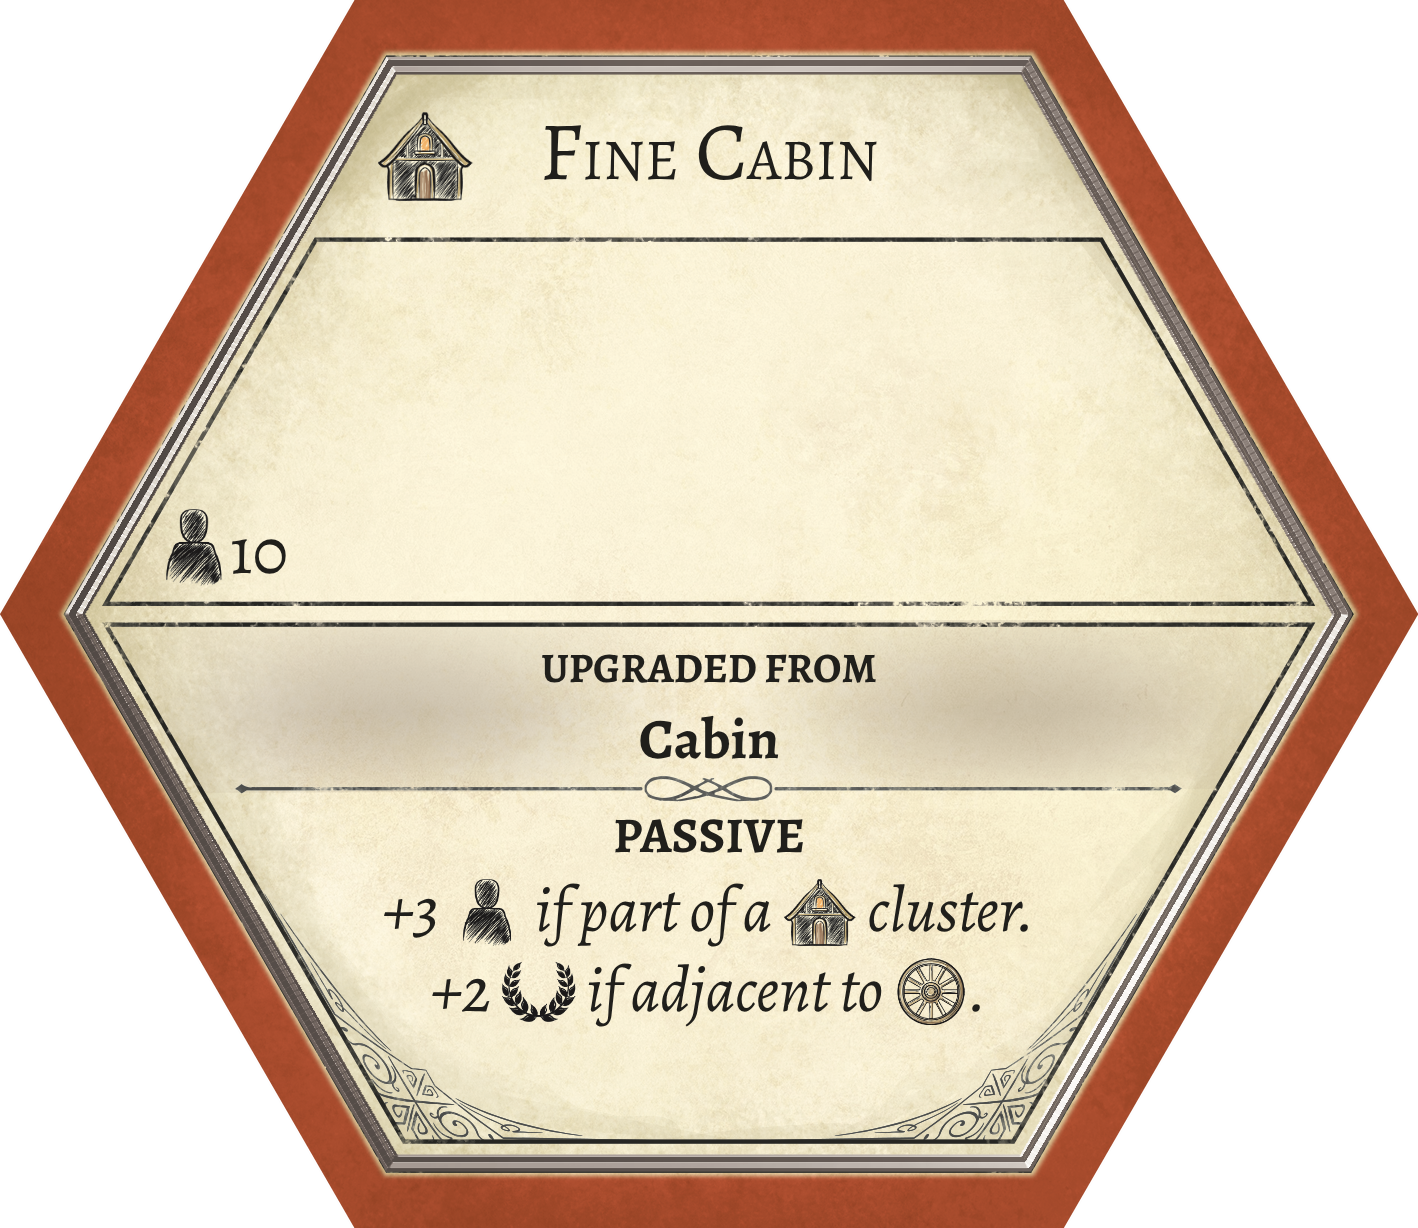 Fine Cabin
10
UPGRADED FROM
Cabin
PASSIVE
+3 if part of a cluster.
+2 if adjacent to .